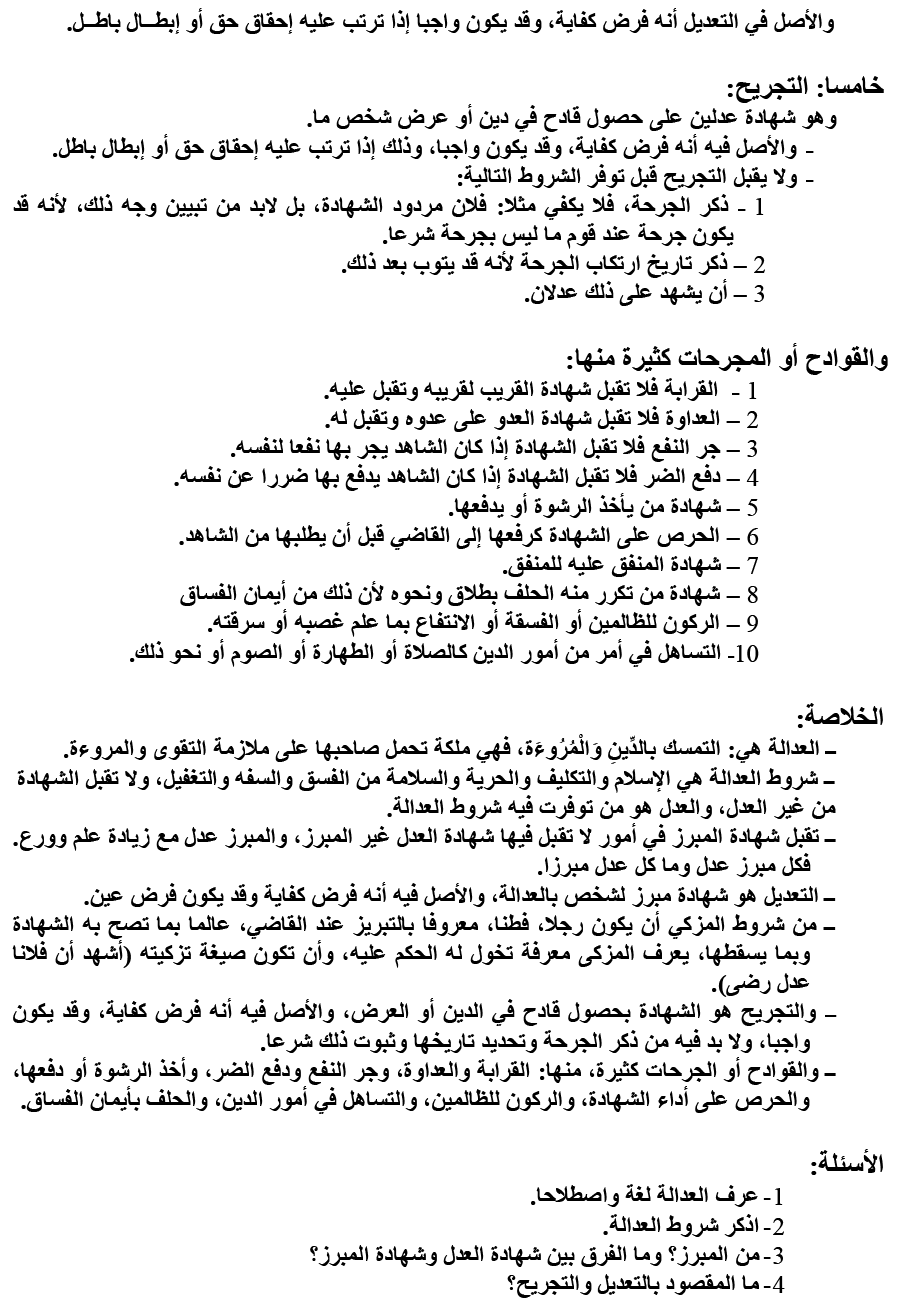 والأصل في التعديل أنه فرض كفاية، وقد يكون واجبا إذا ترتب عليه إحقاق حق أو إبطــال باطــل.
خامسا: التجريح:
وهو شهادة عدلين على حصول قادح في دين أو عرض شخص ما.
- والأصل فيه أنه فرض كفاية، وقد يكون واجبا، وذلك إذا ترتب عليه إحقاق حق أو إبطال باطل.
- ولا يقبل التجريح قبل توفر الشروط التالية:
1 - ذكر الجرحة، فلا يكفي مثلا: فلان مردود الشهادة، بل لابد من تبيين وجه ذلك، لأنه قد
يكون جرحة عند قوم ما ليس بجرحة شرعا.
2 – ذكر تاريخ ارتكاب الجرحة لأنه قد يتوب بعد ذلك.
3 – أن يشهد على ذلك عدلان.
والقوادح أو المجرحات كثيرة منها:
1 - القرابة فلا تقبل شهادة القريب لقريبه وتقبل عليه.
2 – العداوة فلا تقبل شهادة العدو على عدوه وتقبل له.
3 – جر النفع فلا تقبل الشهادة إذا كان الشاهد يجر بها نفعا لنفسه.
4 – دفع الضر فلا تقبل الشهادة إذا كان الشاهد يدفع بها ضررا عن نفسه.
5 – شهادة من يأخذ الرشوة أو يدفعها.
6 – الحرص على الشهادة كرفعها إلى القاضي قبل أن يطلبها من الشاهد.
7 – شهادة المنفق عليه للمنفق.
8 – شهادة من تكرر منه الحلف بطلاق ونحوه لأن ذلك من أيمان الفساق
9 – الركون للظالمين أو الفسقة أو الانتفاع بما علم غصبه أو سرقته.
10- التساهل في أمر من أمور الدين كالصلاة أو الطهارة أو الصوم أو نحو ذلك.
الخلاصة:
ـ العدالة هي: التمسك بالدِّينِ وَالْمُرُوءَة، فهي ملكة تحمل صاحبها على ملازمة التقوى والمروءة.
ـ شروط العدالة هي الإسلام والتكليف والحرية والسلامة من الفسق والسفه والتغفيل، ولا تقبل الشهادة
من غير العدل، والعدل هو من توفرت فيه شروط العدالة.
ـ تقبل شهادة المبرز في أمور لا تقبل فيها شهادة العدل غير المبرز، والمبرز عدل مع زيادة علم وورع.
فكل مبرز عدل وما كل عدل مبرزا.
ـ التعديل هو شهادة مبرز لشخص بالعدالة، والأصل فيه أنه فرض كفاية وقد يكون فرض عين.
ـ من شروط المزكي أن يكون رجلا، فطنا، معروفا بالتبريز عند القاضي، عالما بما تصح به الشهادة
وبما يسقطها، يعرف المزكى معرفة تخول له الحكم عليه، وأن تكون صيغة تزكيته (أشهد أن فلانا
عدل رضى).
ـ والتجريح هو الشهادة بحصول قادح في الدين أو العرض، والأصل فيه أنه فرض كفاية، وقد يكون
واجبا، ولا بد فيه من ذكر الجرحة وتحديد تاريخها وثبوت ذلك شرعا.
ـ والقوادح أو الجرحات كثيرة، منها: القرابة والعداوة، وجر النفع ودفع الضر، وأخذ الرشوة أو دفعها،
والحرص على أداء الشهادة، والركون للظالمين، والتساهل في أمور الدين، والحلف بأيمان الفساق.
الأسئلة:
1- عرف العدالة لغة واصطلاحا.
2- اذكر شروط العدالة.
3- من المبرز؟ وما الفرق بين شهادة العدل وشهادة المبرز؟
4- ما المقصود بالتعديل والتجريح؟